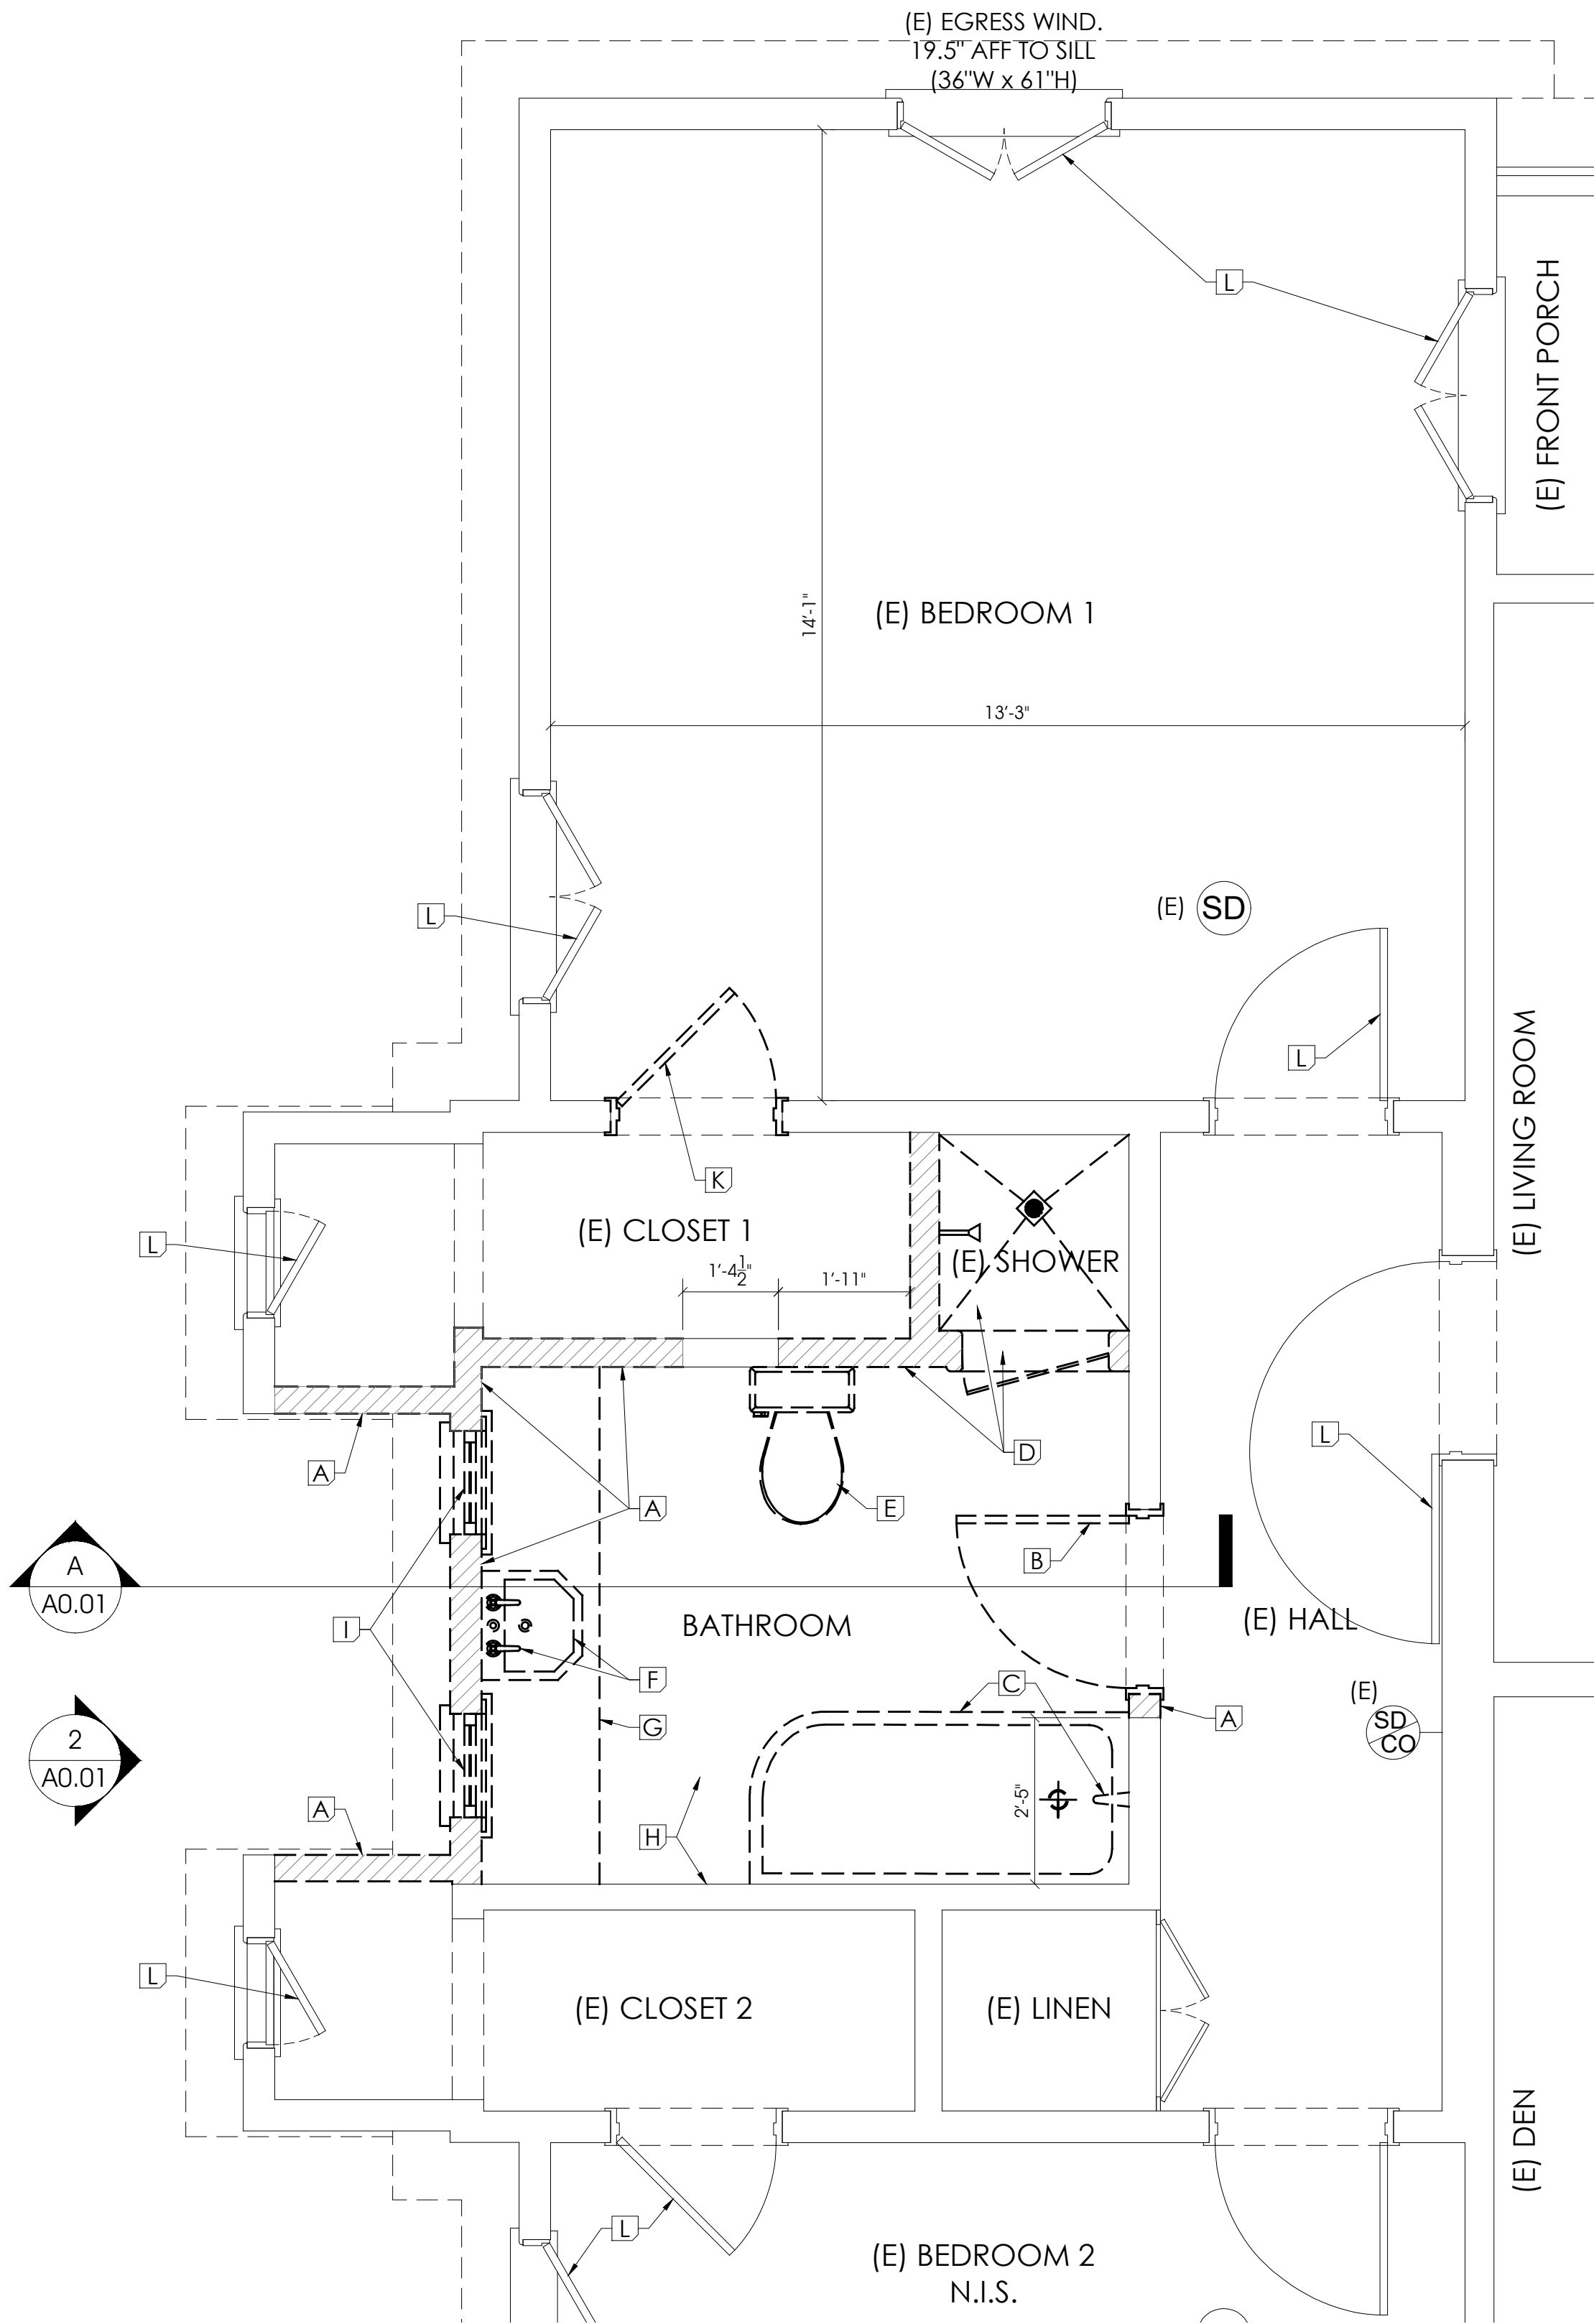 (E) EGRESS WIND.
19.5" AFF TO SILL
(36"W x 61"H)
L
(E) FRONT PORCH
14'-1"
(E) BEDROOM 1
13'-3"
L
(E) SD
L
(E) LIVING ROOM
K
L
(E) CLOSET 1
(E) SHOWER
1'-4 1/2"
1'-11"
L
D
A
A
E
B
A
A0.01
I
BATHROOM
(E) HALL
F
C
G
A
(E)
SD
CO
2
A0.01
2'-5"
A
H
L
(E) CLOSET 2
(E) LINEN
(E) DEN
L
(E) BEDROOM 2
N.I.S.